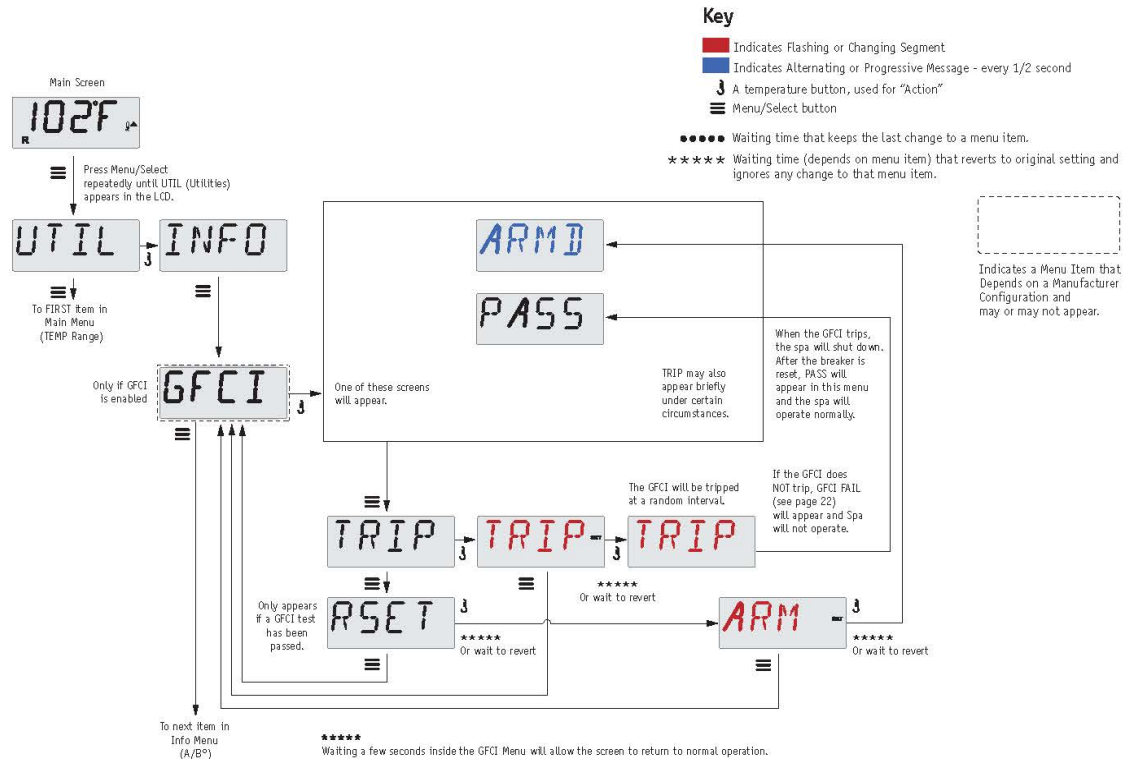 Key
Indicates Flashing or Changing Segment
Indicates Alternating or Progressive Message - every 1/2 second
A temperature button, used for “Action”
Menu/Select button
••••• Waiting time that keeps the last change to a menu item.
***** Waiting time (depends on menu item) that reverts to original setting and
ignores any change to that menu item.
Indicates a Menu Item that
Depends on a Manufacturer
Configuration and
may or may not appear.
Main Screen
102°F
R
Press Menu/Select
repeatedly until UTIL (Utilities)
appears in the LCD.
UTIL
INFO
To FIRST item in
Main Menu
(TEMP Range)
Only if GFCI
is enabled
GFCI
One of these screens
will appear.
ARMD
PASS
TRIP may also
appear briefly
under certain
circumstances.
When the GFCI trips,
the spa will shut down.
After the breaker is
reset, PASS will
appear in this menu
and the spa will
operate normally.
The GFCI will be tripped
at a random interval.
If the GFCI does
NOT trip, GFCI FAIL
(see page 22)
will appear and Spa
will not operate.
TRIP
TRIP SET
TRIP
*****
Or wait to revert
Only appears
if a GFCI test
has been
passed.
RSET
*****
Or wait to revert
ARM SET
*****
Or wait to revert
To next item in
Info Menu
(A/B°)
*****
Waiting a few seconds inside the GFCI Menu will allow the screen to return to normal operation.